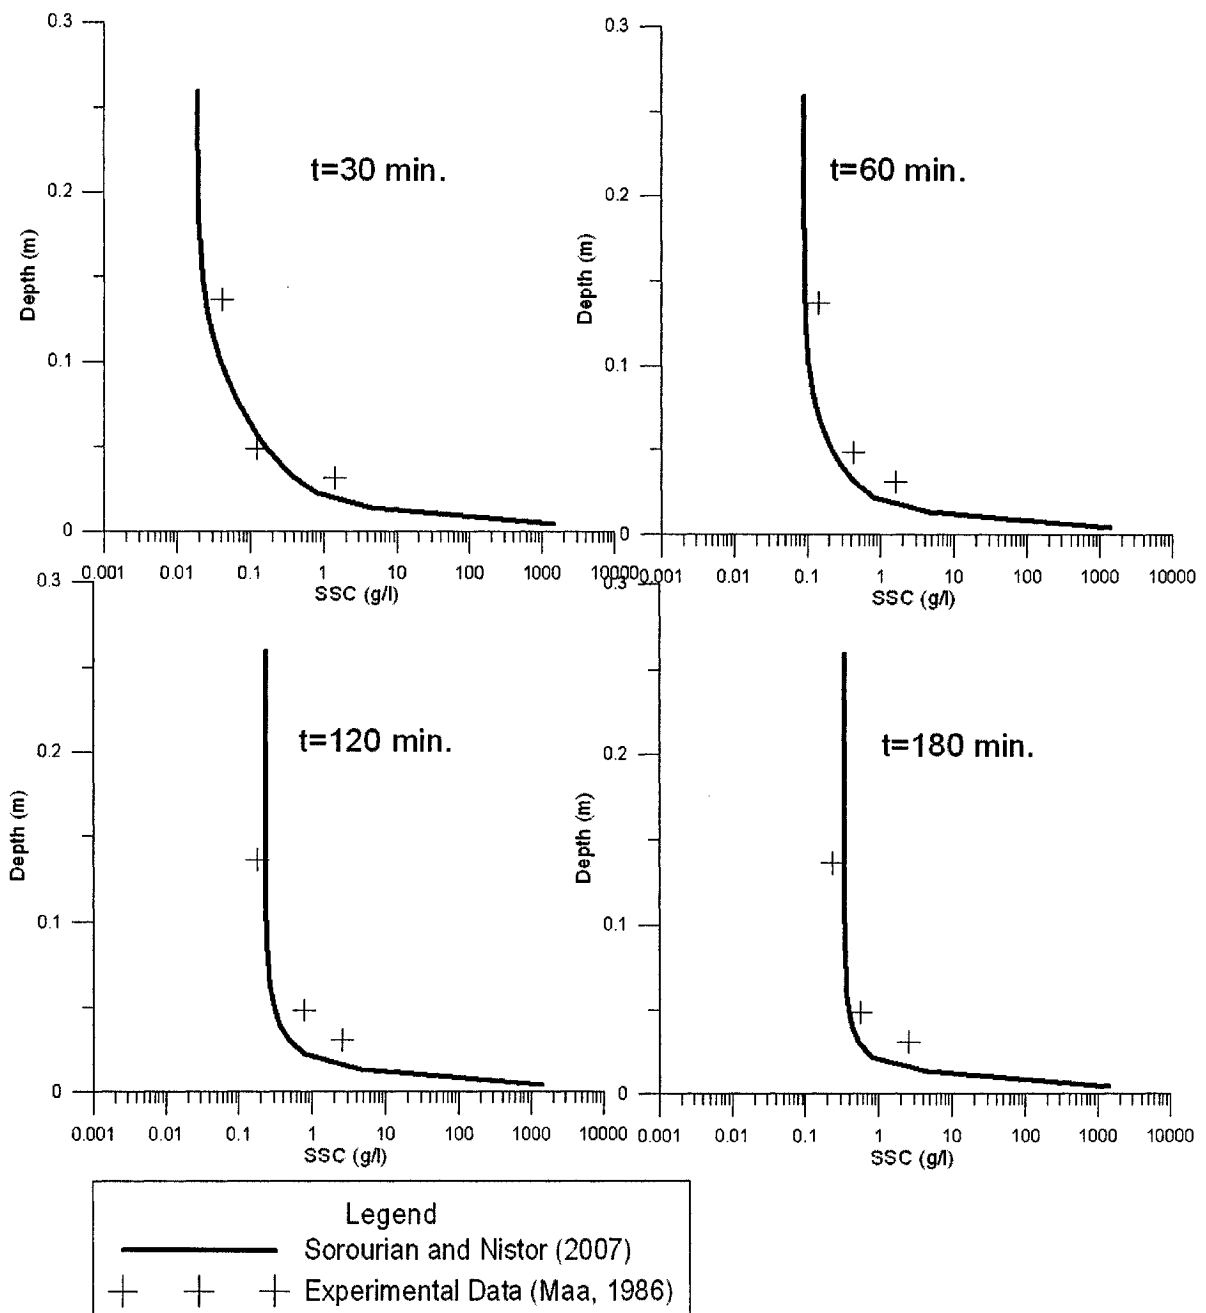 0.3
t=30 min.
0.2
Depth (m)
0.1
0
0.001 0.01 0.1 1 10 100 1000 10000
SSC (g/l)
0.3
t=60 min.
0.2
Depth (m)
0.1
0
0.001 0.01 0.1 1 10 100 1000 10000
SSC (g/l)
0.3
t=120 min.
0.2
Depth (m)
0.1
0
0.001 0.01 0.1 1 10 100 1000 10000
SSC (g/l)
0.3
t=180 min.
0.2
Depth (m)
0.1
0
0.001 0.01 0.1 1 10 100 1000 10000
SSC (g/l)
Legend
Sorourian and Nistor (2007)
Experimental Data (Maa, 1986)